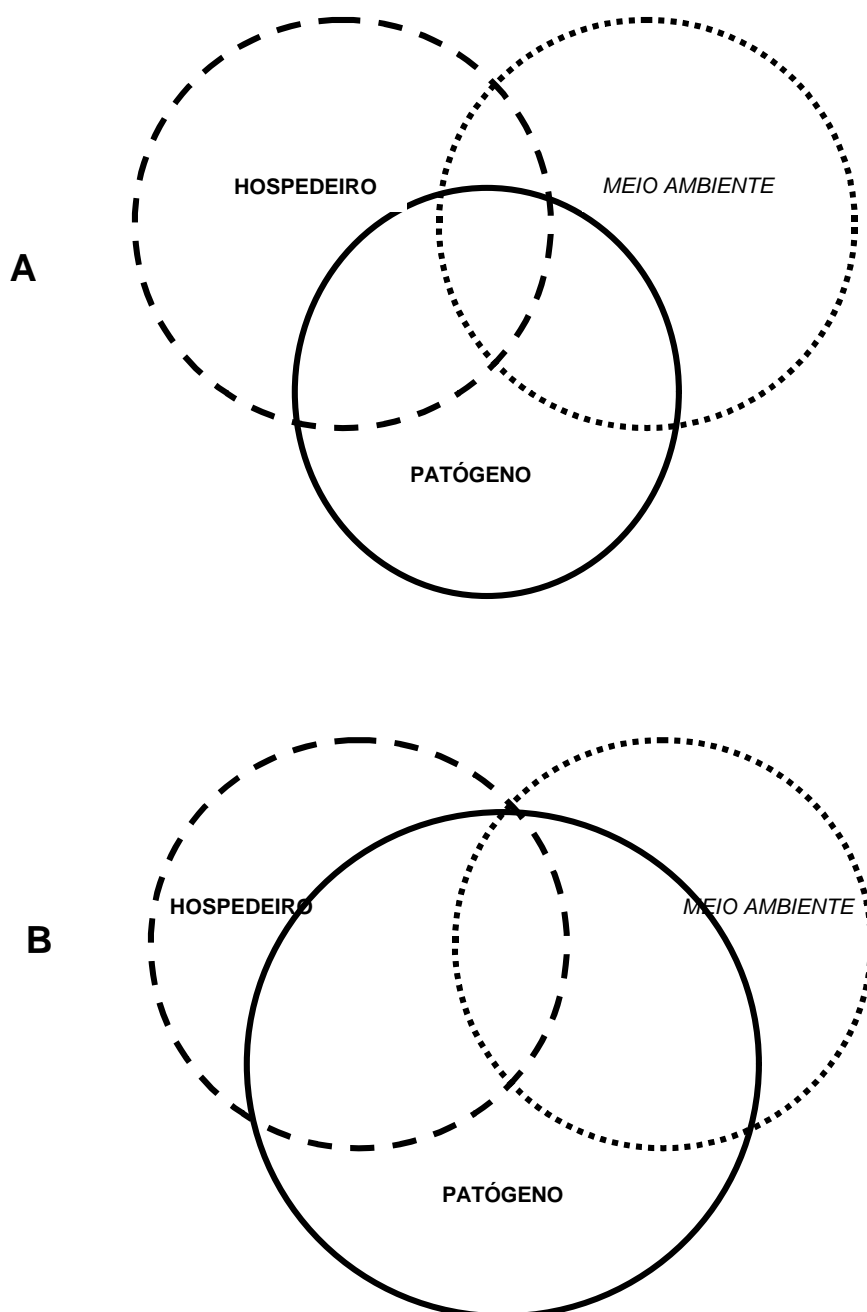 HOSPEDEIRO
MEIO AMBIENTE
A
PATÓGENO
HOSPEDEIRO
MEIO AMBIENTE
B
PATÓGENO